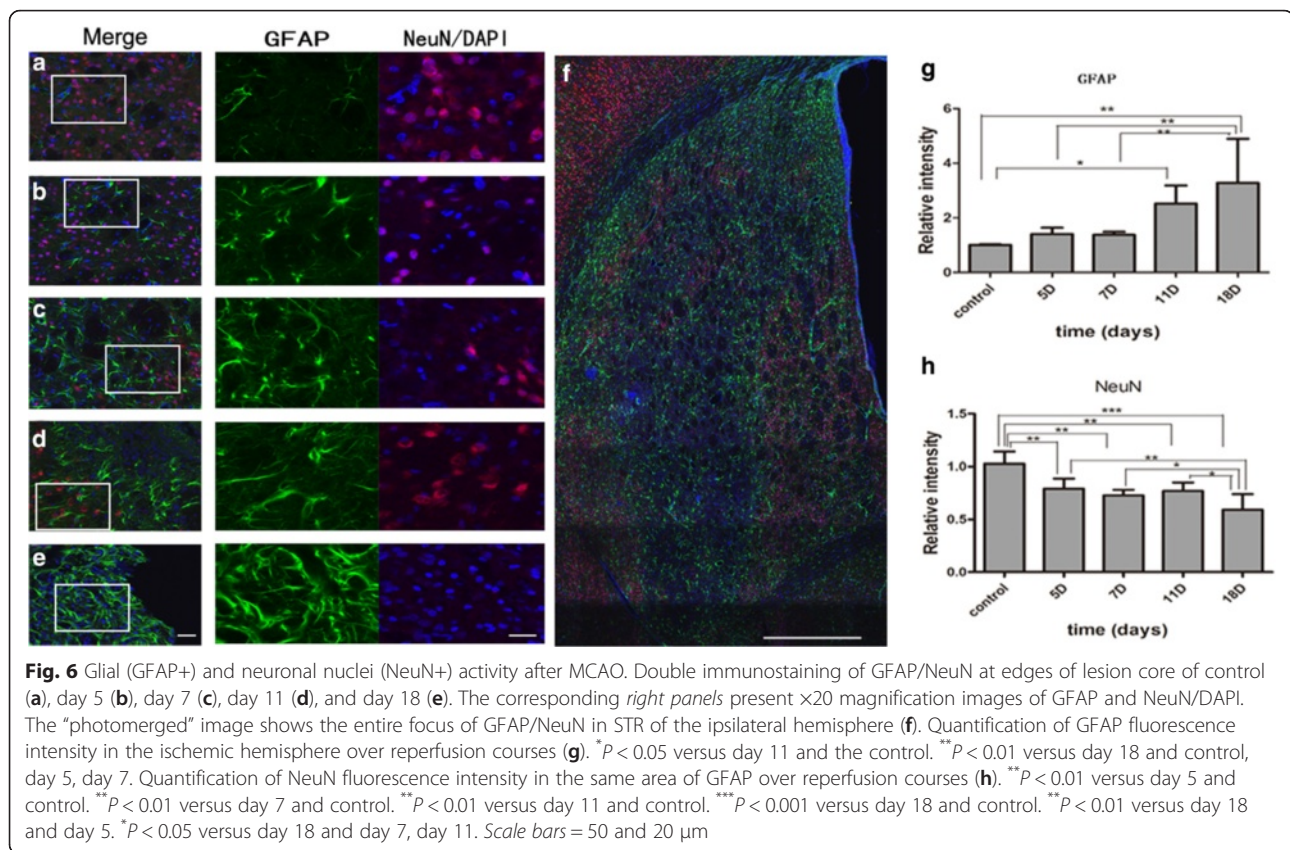 Merge GFAP NeuN/DAPI
a
b
c
d
e
f
g
GFAP
Relative intensity
6
4
2
0
**
**
**
*
control 5D 7D 11D 18D
time (days)
h
NeuN
Relative intensity
1.5
1.0
0.5
0.0
***
**
**
**
**
*
*
control 5D 7D 11D 18D
time (days)
Fig. 6 Glial (GFAP+) and neuronal nuclei (NeuN+) activity after MCAO. Double immunostaining of GFAP/NeuN at edges of lesion core of control
(a), day 5 (b), day 7 (c), day 11 (d), and day 18 (e). The corresponding right panels present ×20 magnification images of GFAP and NeuN/DAPI.
The “photomerged” image shows the entire focus of GFAP/NeuN in STR of the ipsilateral hemisphere (f). Quantification of GFAP fluorescence
intensity in the ischemic hemisphere over reperfusion courses (g). *P < 0.05 versus day 11 and the control. **P < 0.01 versus day 18 and control,
day 5, day 7. Quantification of NeuN fluorescence intensity in the same area of GFAP over reperfusion courses (h). **P < 0.01 versus day 5 and
control. **P < 0.01 versus day 7 and control. **P < 0.01 versus day 11 and control. ***P < 0.001 versus day 18 and control. **P < 0.01 versus day 18
and day 5. *P < 0.05 versus day 18 and day 7, day 11. Scale bars = 50 and 20 μm